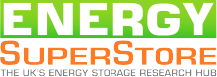 ENERGY
SUPERSTORE
THE UK'S ENERGY STORAGE RESEARCH HUB